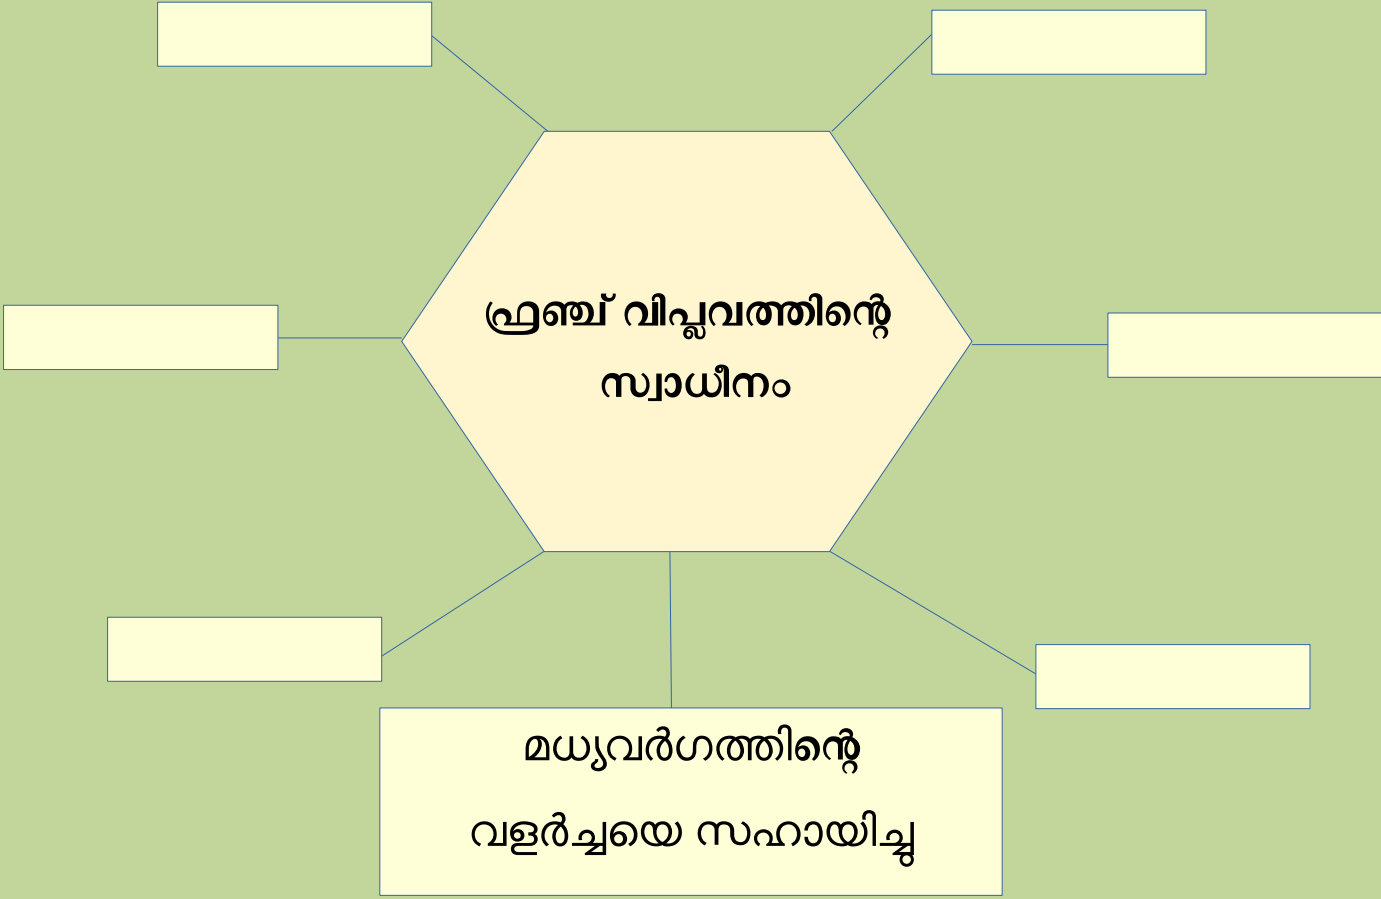 ഫ്രഞ്ച് വിപ്ലവത്തിന്റെ
സ്വാധീനം
മധ്യവർഗത്തിന്റെ
വളർച്ചയെ സഹായിച്ചു